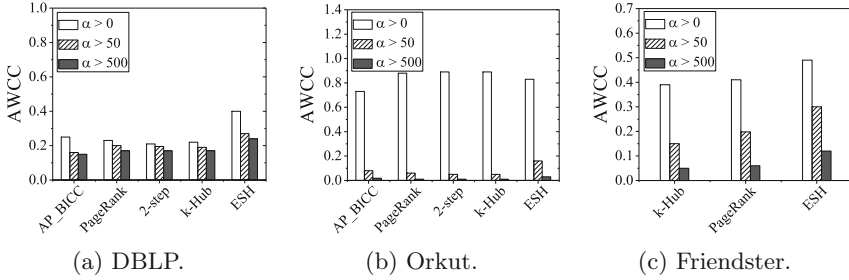 α > 0
α > 50
α > 500
AWCC
1.0
0.8
0.6
0.4
0.2
0.0
AP_BICC
PageRank
2-step
k-Hub
ESH
(a) DBLP.
α > 0
α > 50
α > 500
AWCC
1.4
1.2
1.0
0.8
0.6
0.4
0.2
0.0
AP_BICC
PageRank
2-step
k-Hub
ESH
(b) Orkut.
α > 0
α > 50
α > 500
AWCC
0.7
0.6
0.5
0.4
0.3
0.2
0.1
0.0
k-Hub
PageRank
ESH
(c) Friendster.